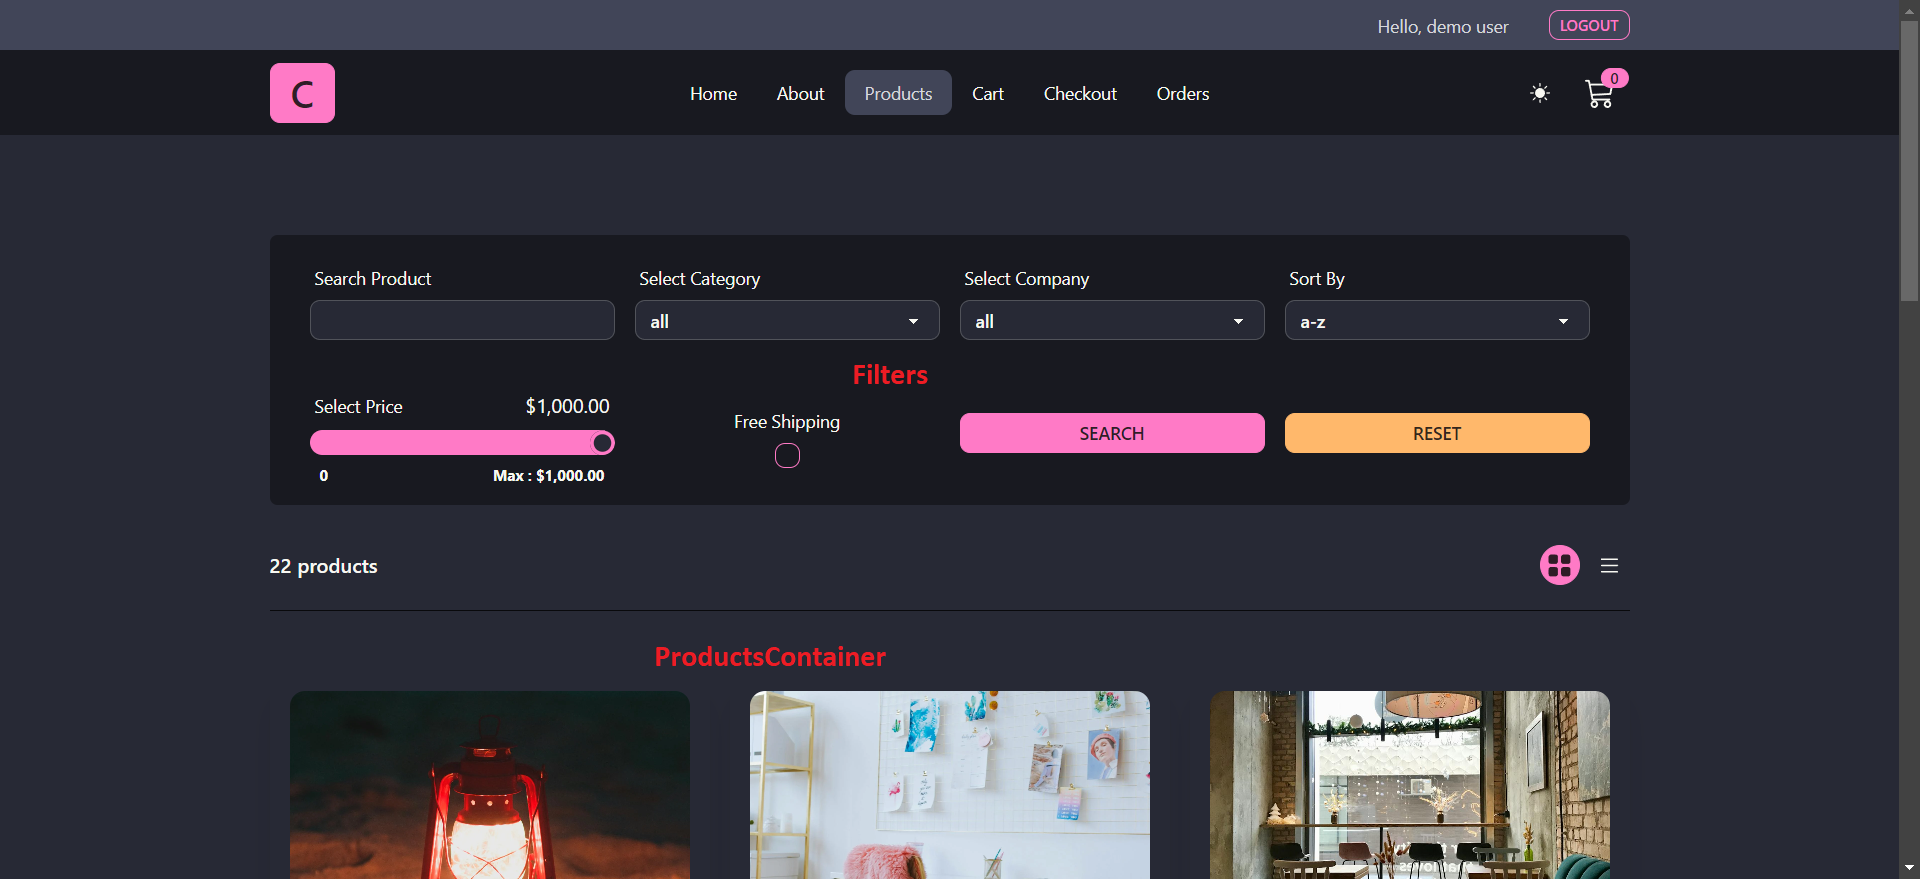 Hello, demo user LOGOUT
C Home About Products Cart Checkout Orders 0
Search Product Select Category Select Company Sort By
all all a-z
Filters
Select Price $1,000.00
Free Shipping SEARCH RESET
0 Max : $1,000.00
22 products
ProductsContainer